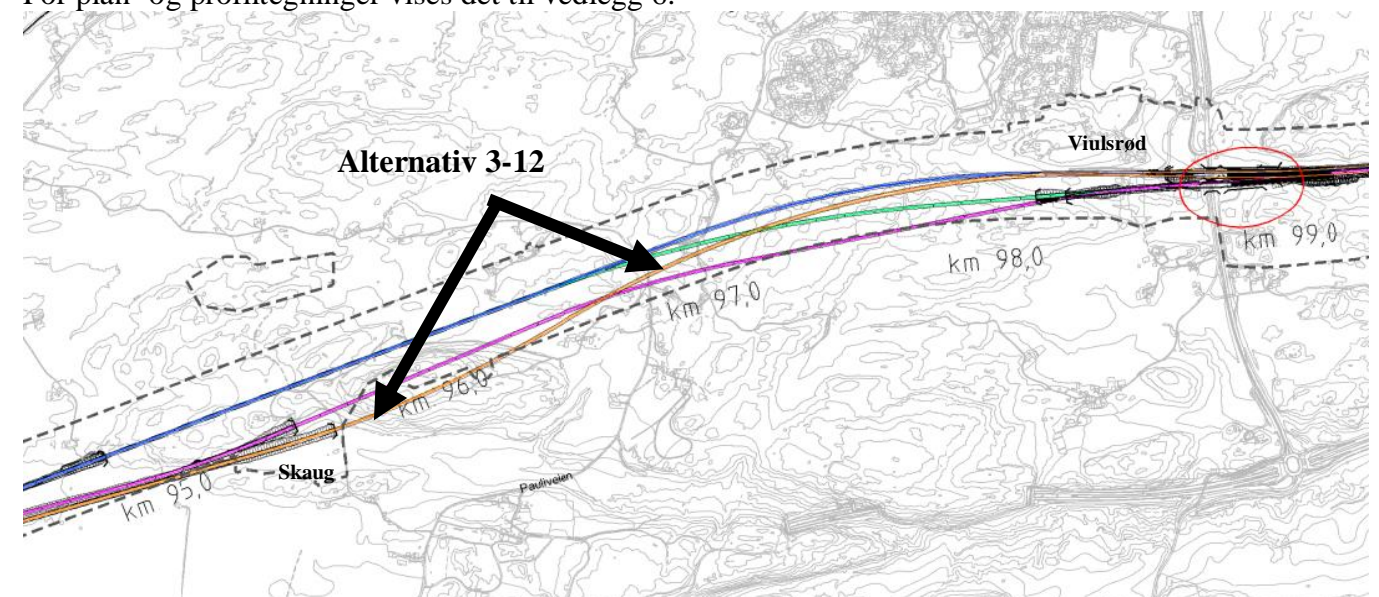 For plan- og profiltegninger vises det til vedlegg 6.
Viulsrød
Alternativ 3-12
km 99,0
km 98,0
km 97,0
km 96,0
Skaug
km 95,0
Pauliveien